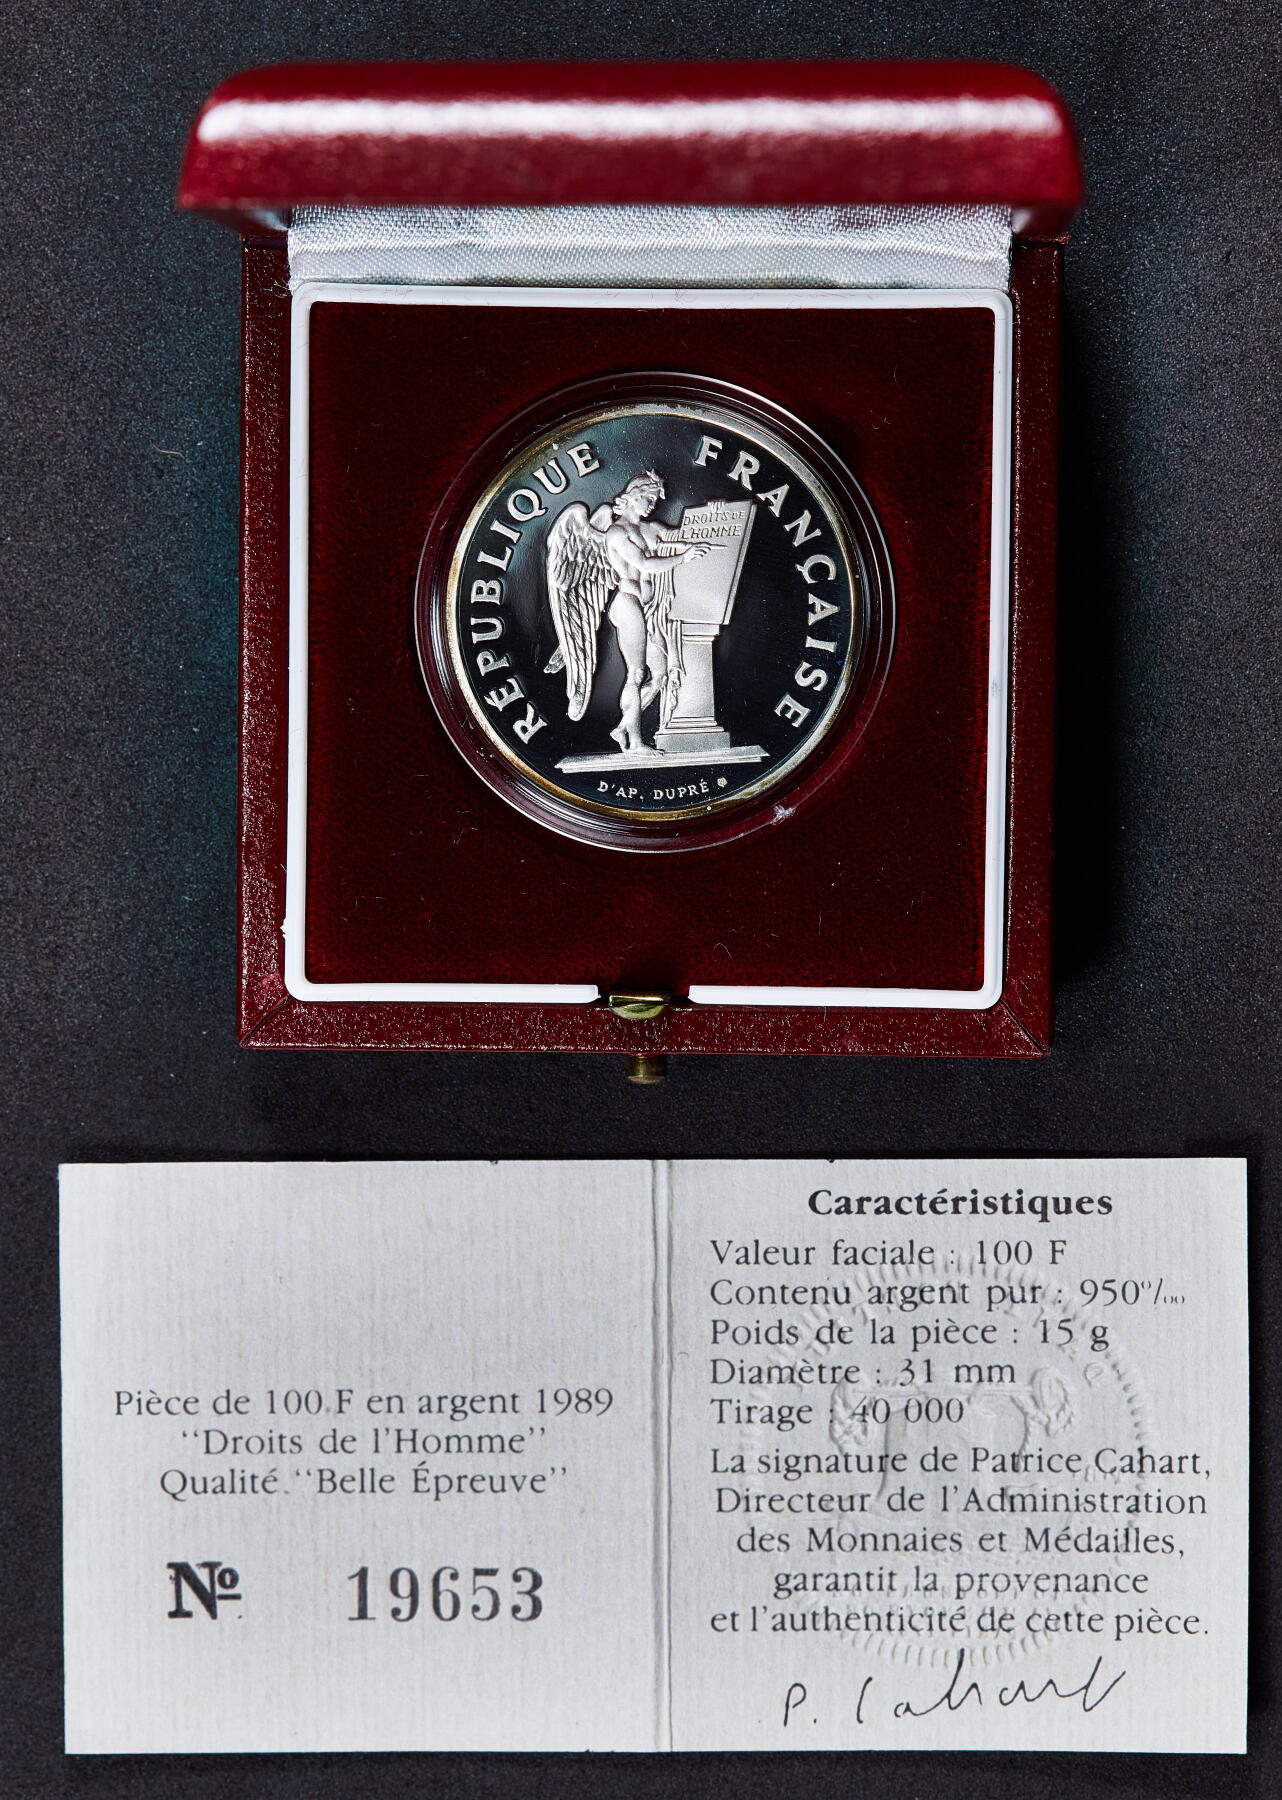 RÉPUBLIQUE FRANÇAISE
DROITS DE
L'HOMME
D'AP. DUPRÉ
Pièce de 100 F en argent 1989
"Droits de l'Homme"
Qualité "Belle Épreuve"
Nº 19653
Caractéristiques
Valeur faciale : 100 F
Contenu argent pur : 950‰
Poids de la pièce : 15 g
Diamètre : 31 mm
Tirage : 40 000
La signature de Patrice Cahart,
Directeur de l'Administration
des Monnaies et Médailles,
garantit la provenance
et l'authenticité de cette pièce.
P. Cahart